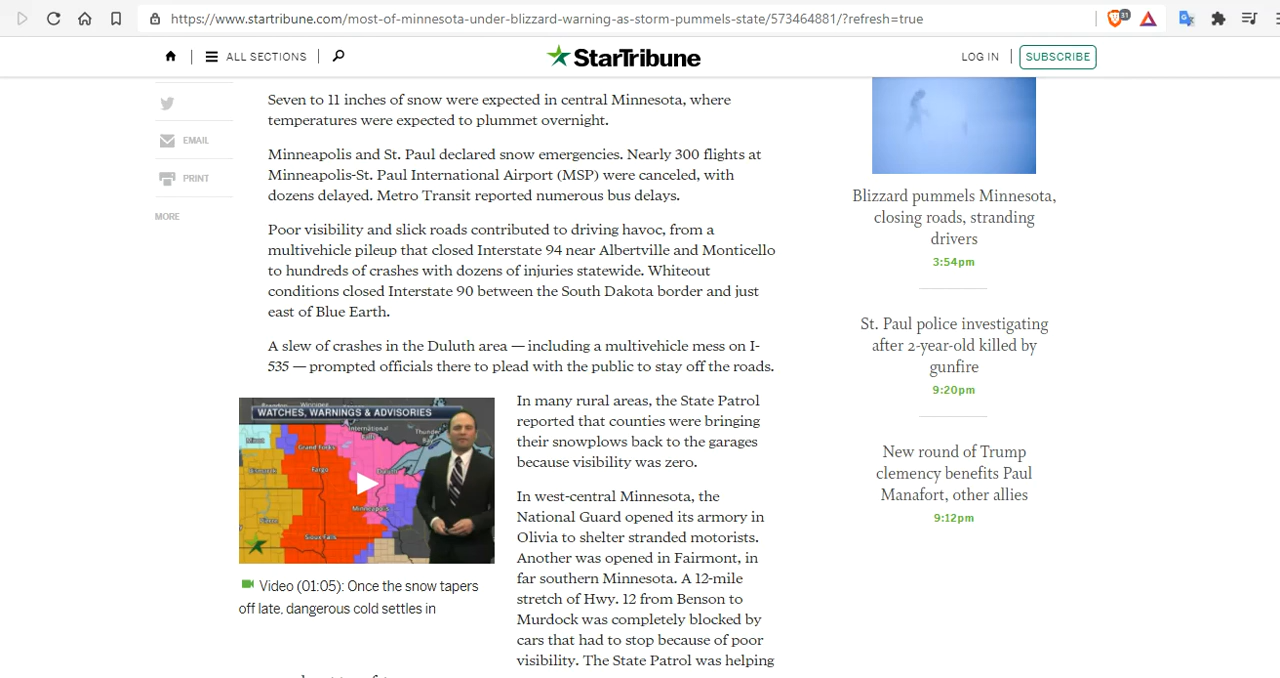 https://www.startribune.com/most-of-minnesota-under-blizzard-warning-as-storm-pummels-state/573464881/?refresh=true
31
ALL SECTIONS
StarTribune
LOG IN
SUBSCRIBE
EMAIL
PRINT
MORE
Seven to 11 inches of snow were expected in central Minnesota, where
temperatures were expected to plummet overnight.
Minneapolis and St. Paul declared snow emergencies. Nearly 300 flights at
Minneapolis-St. Paul International Airport (MSP) were canceled, with
dozens delayed. Metro Transit reported numerous bus delays.
Poor visibility and slick roads contributed to driving havoc, from a
multivehicle pileup that closed Interstate 94 near Albertville and Monticello
to hundreds of crashes with dozens of injuries statewide. Whiteout
conditions closed Interstate 90 between the South Dakota border and just
east of Blue Earth.
A slew of crashes in the Duluth area — including a multivehicle mess on I-
535 — prompted officials there to plead with the public to stay off the roads.
WATCHES, WARNINGS & ADVISORIES
International
Grand Forks
Fargo
Duluth
Bismarck
Minneapolis
Pierre
Sioux Falls
Video (01:05): Once the snow tapers
off late, dangerous cold settles in
In many rural areas, the State Patrol
reported that counties were bringing
their snowplows back to the garages
because visibility was zero.
In west-central Minnesota, the
National Guard opened its armory in
Olivia to shelter stranded motorists.
Another was opened in Fairmont, in
far southern Minnesota. A 12-mile
stretch of Hwy. 12 from Benson to
Murdock was completely blocked by
cars that had to stop because of poor
visibility. The State Patrol was helping
Blizzard pummels Minnesota,
closing roads, stranding
drivers
3:54pm
St. Paul police investigating
after 2-year-old killed by
gunfire
9:20pm
New round of Trump
clemency benefits Paul
Manafort, other allies
9:12pm